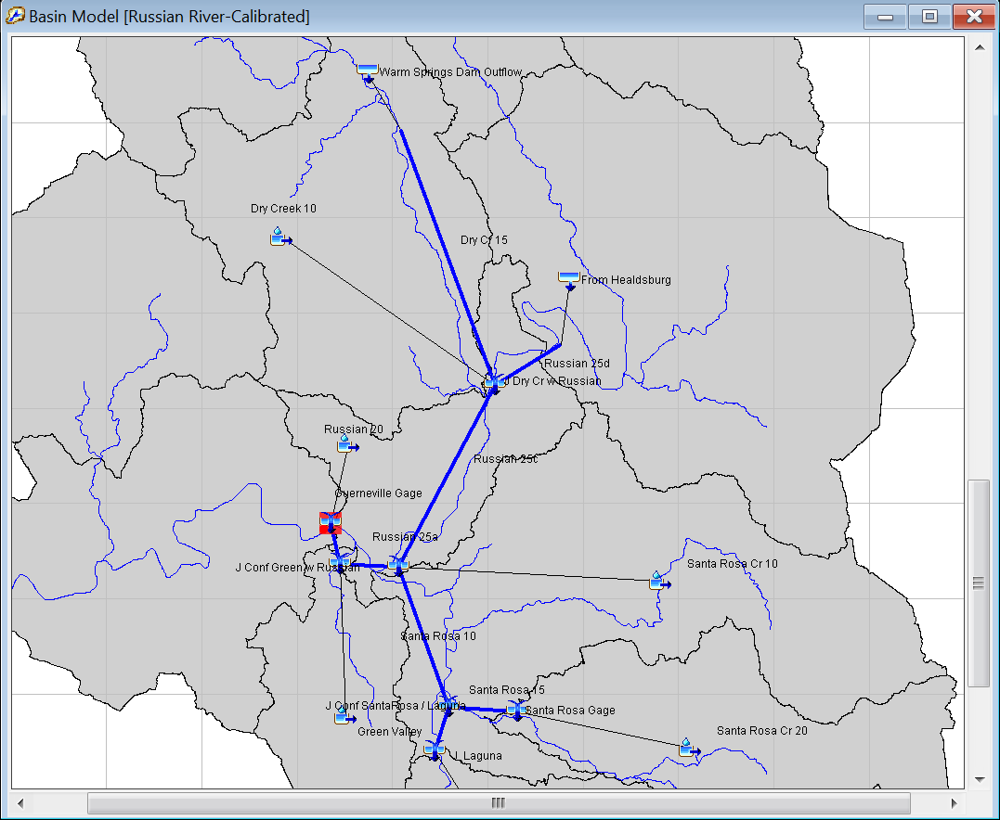 Basin Model [Russian River-Calibrated]
Warm Springs Dam Outflow
Dry Creek 10
Dry Cr 15
From Healdsburg
Russian 25d
J Dry Cr w Russian
Russian 20
Russian 25c
Guerneville Gage
Russian 25a
J Conf Green w Russian
Santa Rosa Cr 10
Santa Rosa 10
Santa Rosa 15
J Conf SantaRosa / Laguna
Santa Rosa Gage
Green Valley
Santa Rosa Cr 20
J Laguna